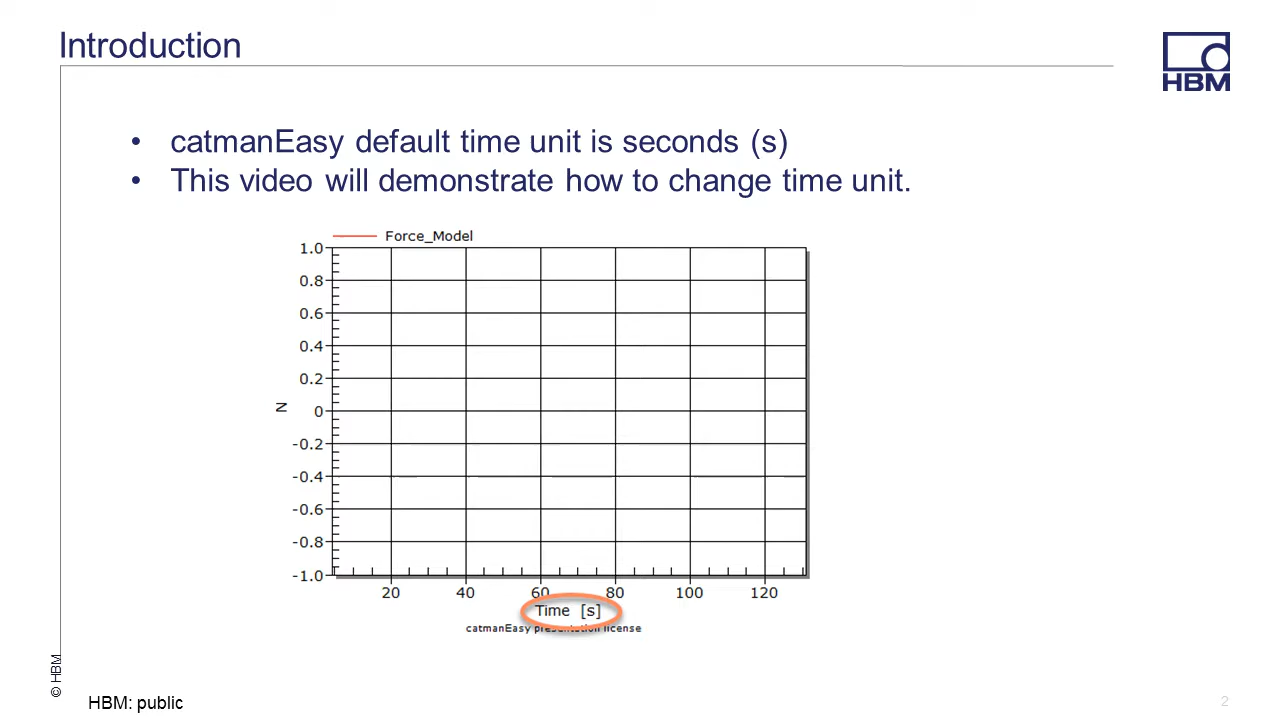 Introduction
HBM
• catmanEasy default time unit is seconds (s)
• This video will demonstrate how to change time unit.
Force_Model
1.0
0.8
0.6
0.4
0.2
N
0
-0.2
-0.4
-0.6
-0.8
-1.0
20 40 60 80 100 120
Time [s]
catmanEasy presentation license
© HBM
HBM: public
2